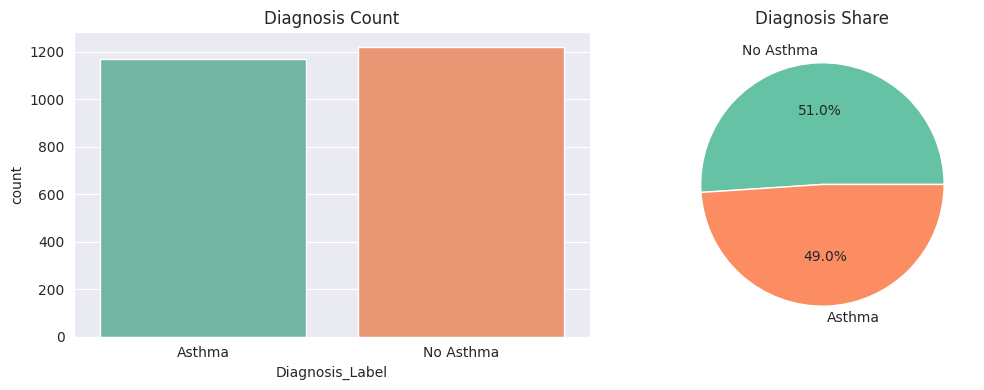 Diagnosis Count
1200
1000
800
600
400
200
0
count
Asthma
No Asthma
Diagnosis_Label
Diagnosis Share
No Asthma
51.0%
49.0%
Asthma